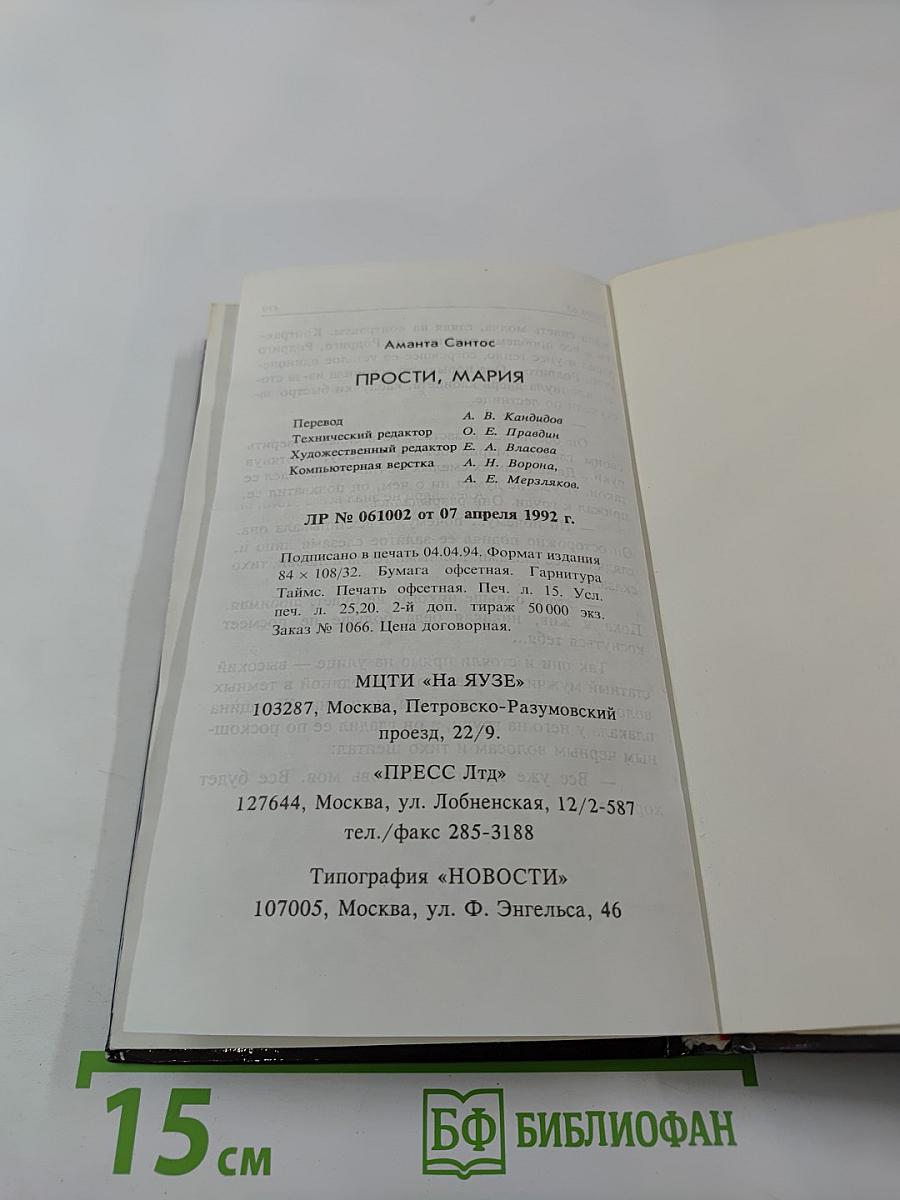 Аманта Сантос
ПРОСТИ, МАРИЯ
Перевод А. В. Кандидов
Технический редактор О. Е. Правдин
Художественный редактор Е. А. Власова
Компьютерная верстка А. Н. Ворона,
А. Е. Мерзляков.
ЛР № 061002 от 07 апреля 1992 г.
Подписано в печать 04.04.94. Формат издания
84 × 108/32. Бумага офсетная. Гарнитура
Таймс. Печать офсетная. Печ. л. 15. Усл.
печ. л. 25,20. 2-й доп. тираж 50 000 экз.
Заказ № 1066. Цена договорная.
МЦТИ «На ЯУЗЕ»
103287, Москва, Петровско-Разумовский
проезд, 22/9.
«ПРЕСС Лтд»
127644, Москва, ул. Лобненская, 12/2-587
тел./факс 285-3188
Типография «НОВОСТИ»
107005, Москва, ул. Ф. Энгельса, 46
15 см
БФ БИБЛИОФАН